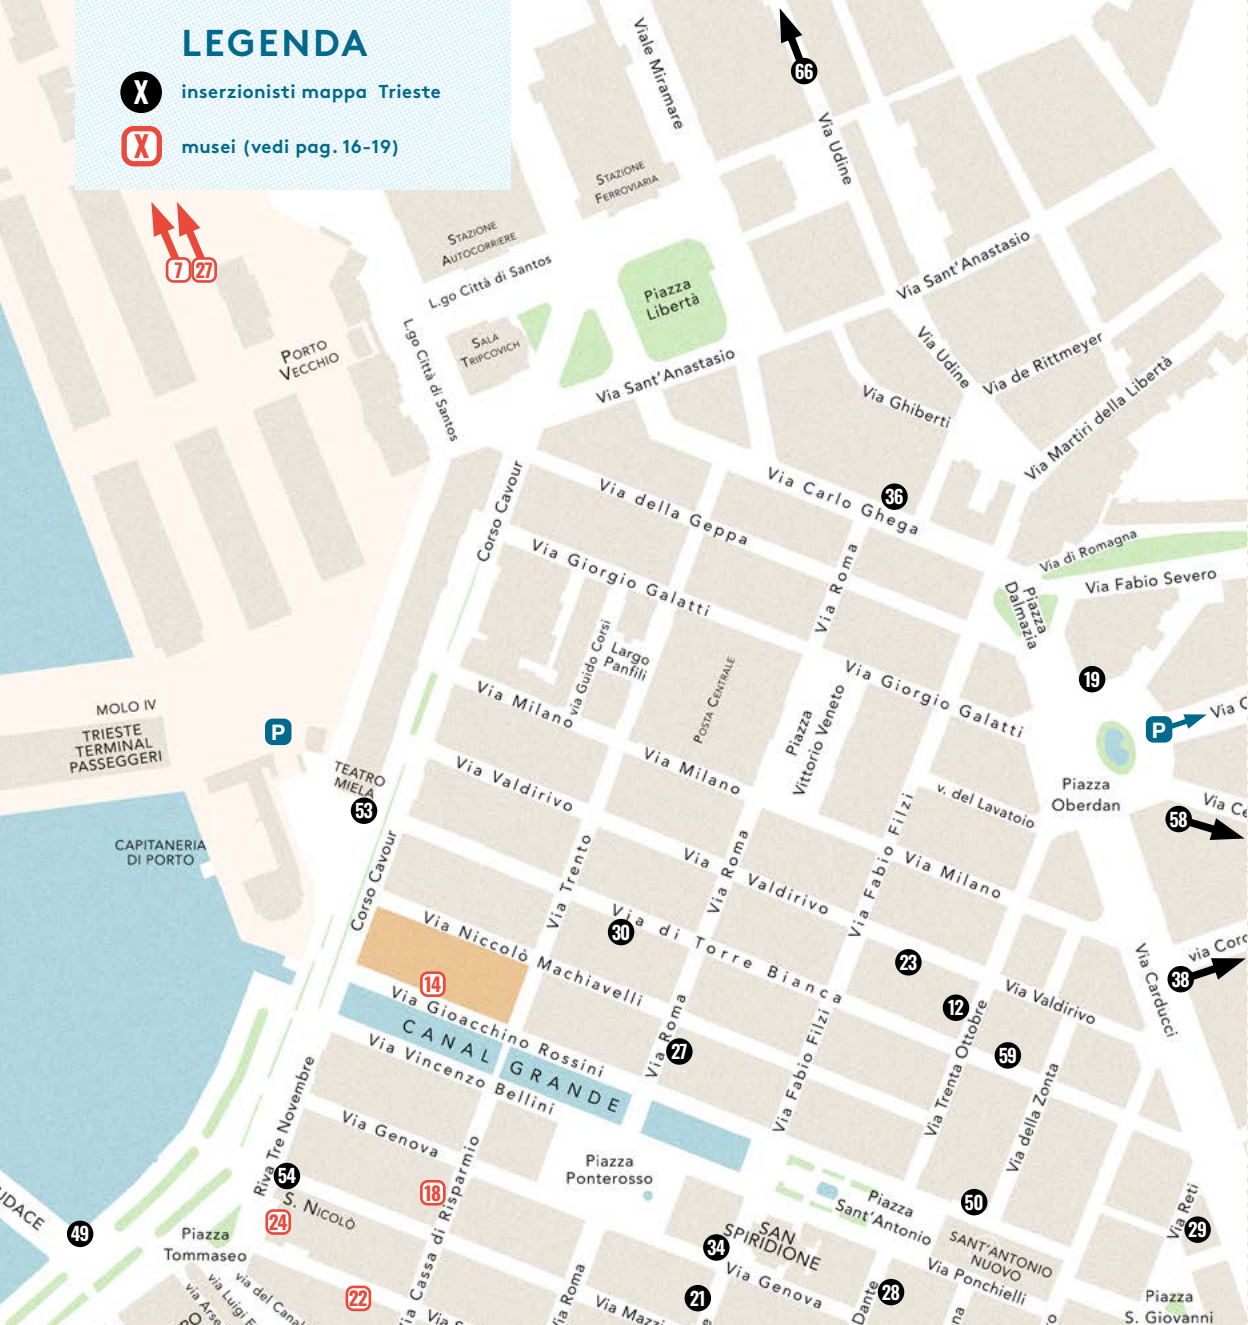 LEGENDA
X inserzionisti mappa Trieste
X musei (vedi pag. 16-19)
Viale Miramare
66
Via Udine
STAZIONE
FERROVIARIA
STAZIONE
AUTOCORRIERE
L.go Città di Santos
7
27
Piazza
Libertà
Via Sant'Anastasio
L.go Città di Santos
SALA
TRIPCOVICH
PORTO
VECCHIO
Via Udine
Via de Rittmeyer
Via Sant'Anastasio
Via Ghiberti
Via Martiri della Libertà
Corso Cavour
Via della Geppa
Via Carlo Ghega
36
Via di Romagna
Via Giorgio Galatti
Via Roma
Via Fabio Severo
Piazza
Dalmazia
via Guido Corsi
Largo
Panfili
POSTA CENTRALE
Via Giorgio Galatti
19
Via Milano
Piazza
Vittorio Veneto
MOLO IV
TRIESTE
TERMINAL
PASSEGGERI
P
P
Via C
TEATRO
MIELA
53
Via Valdirivo
Via Milano
Piazza
Oberdan
v. del Lavatoio
58
CAPITANERIA
DI PORTO
Corso Cavour
Via Trento
Via Roma
Via Valdirivo
Via Fabio Filzi
Via Milano
Via Niccolò Machiavelli
Via di Torre Bianca
30
23
Via Carducci
38
14
Via Gioacchino Rossini
CANAL GRANDE
Via Vincenzo Bellini
Via Roma
27
12
Via Valdirivo
59
Via Fabio Filzi
Via Trenta Ottobre
Via della Zonta
Riva Tre Novembre
Via Genova
Piazza
Ponterosso
54
18
24
S. NICOLÒ
49
Piazza
Tommaseo
Piazza
Sant'Antonio
50
Via Reti
29
34
SAN
SPIRIDIONE
SANT'ANTONIO
NUOVO
Via Genova
Via Ponchielli
22
21
28
Dante
Piazza
S. Giovanni
via del Canal